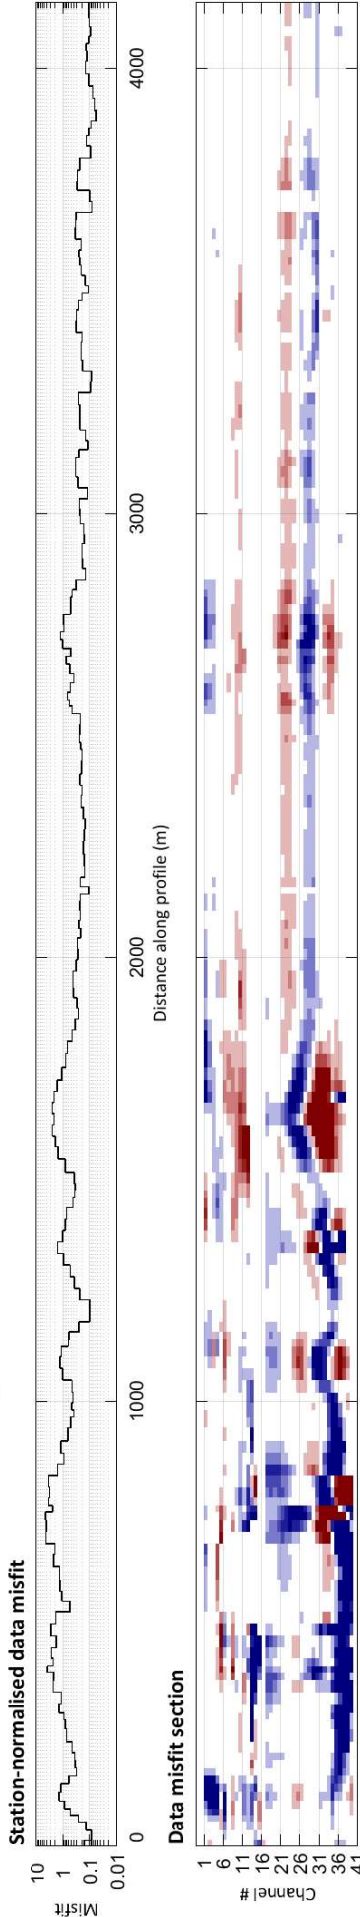 Station-normalised data misfit
Misfit
10
1
0.1
0.01
0 1000 2000 3000 4000
Distance along profile (m)
Data misfit section
Channel #
1
6
11
16
21
26
31
36
41